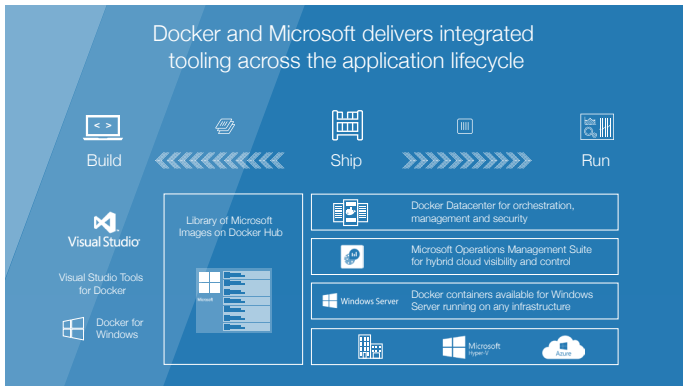 Docker and Microsoft delivers integrated
tooling across the application lifecycle
< >
Build
Ship
Run
Visual Studio
Visual Studio Tools
for Docker
Docker for
Windows
Library of Microsoft
Images on Docker Hub
Microsoft
Docker Datacenter for orchestration,
management and security
Microsoft Operations Management Suite
for hybrid cloud visibility and control
Windows Server
Docker containers available for Windows
Server running on any infrastructure
Microsoft
Hyper-V
Azure